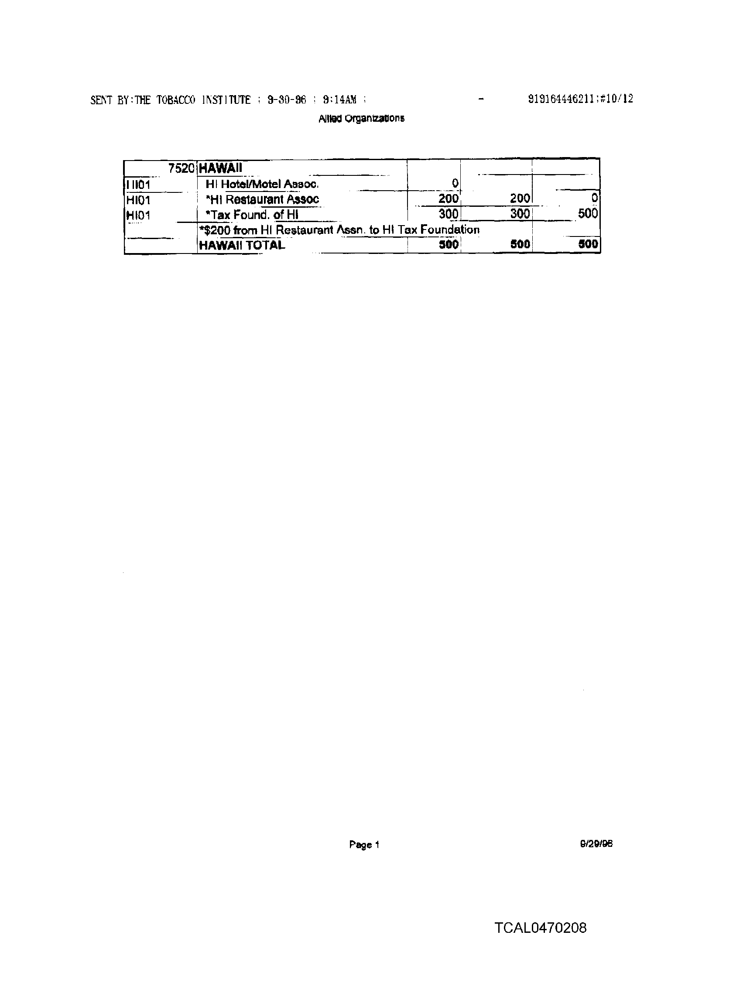 SENT BY:THE TOBACCO INSTITUTE : 9-30-96 : 9:14AM : - 919164446211:#10/12
Allied Organizations
7520 HAWAII
HI01 HI Hotel/Motel Assoc. 0
HI01 *HI Restaurant Assoc 200 200 0
HI01 *Tax Found. of HI 300 300 500
*$200 from HI Restaurant Assn. to HI Tax Foundation
HAWAII TOTAL 500 500 500
Page 1 9/29/96
TCAL0470208